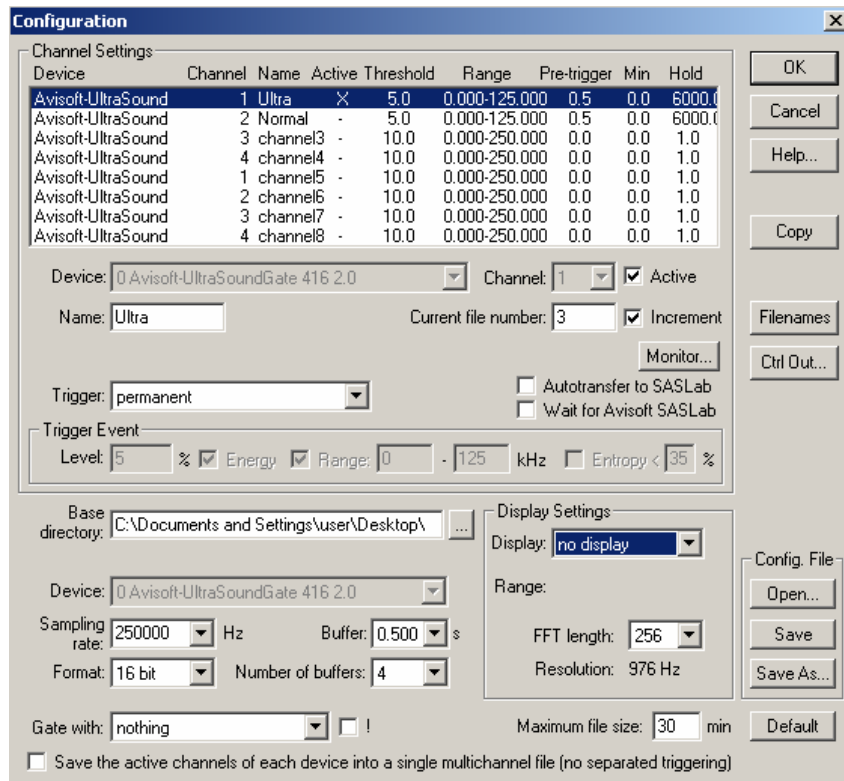 Configuration
Channel Settings
Device Channel Name Active Threshold Range Pre-trigger Min Hold
Avisoft-UltraSound 1 Ultra X 5.0 0.000-125.000 0.5 0.0 6000.0
Avisoft-UltraSound 2 Normal - 5.0 0.000-125.000 0.5 0.0 6000.0
Avisoft-UltraSound 3 channel3 - 10.0 0.000-250.000 0.0 0.0 1.0
Avisoft-UltraSound 4 channel4 - 10.0 0.000-250.000 0.0 0.0 1.0
Avisoft-UltraSound 1 channel5 - 10.0 0.000-250.000 0.0 0.0 1.0
Avisoft-UltraSound 2 channel6 - 10.0 0.000-250.000 0.0 0.0 1.0
Avisoft-UltraSound 3 channel7 - 10.0 0.000-250.000 0.0 0.0 1.0
Avisoft-UltraSound 4 channel8 - 10.0 0.000-250.000 0.0 0.0 1.0
OK
Cancel
Help...
Copy
Filenames
Ctrl Out...
Device: 0 Avisoft-UltraSoundGate 416 2.0 Channel: 1 Active
Name: Ultra Current file number: 3 Increment
Monitor...
Trigger: permanent
Autotransfer to SASLab
Wait for Avisoft SASLab
Trigger Event
Level: 5 % Energy Range: 0 - 125 kHz Entropy < 35 %
Base directory: C:\Documents and Settings\user\Desktop\ ...
Device: 0 Avisoft-UltraSoundGate 416 2.0
Sampling rate: 250000 Hz Buffer: 0.500 s
Format: 16 bit Number of buffers: 4
Display Settings
Display: no display
Range:
FFT length: 256
Resolution: 976 Hz
Config. File
Open...
Save
Save As...
Gate with: nothing ! Maximum file size: 30 min Default
Save the active channels of each device into a single multichannel file (no separated triggering)